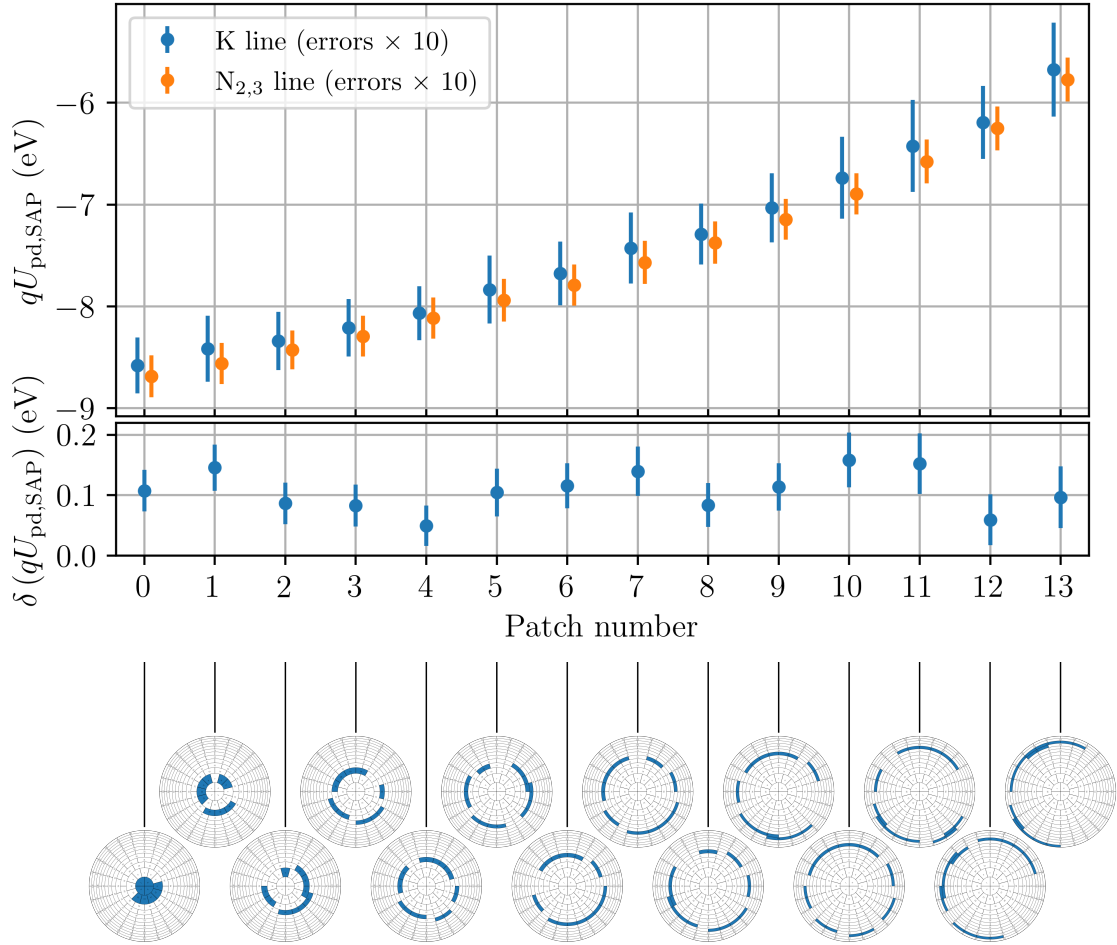 K line (errors × 10)
N₂,₃ line (errors × 10)
qU_pd,SAP (eV)
−6
−7
−8
−9
δ (qU_pd,SAP) (eV)
0.2
0.1
0.0
0 1 2 3 4 5 6 7 8 9 10 11 12 13
Patch number